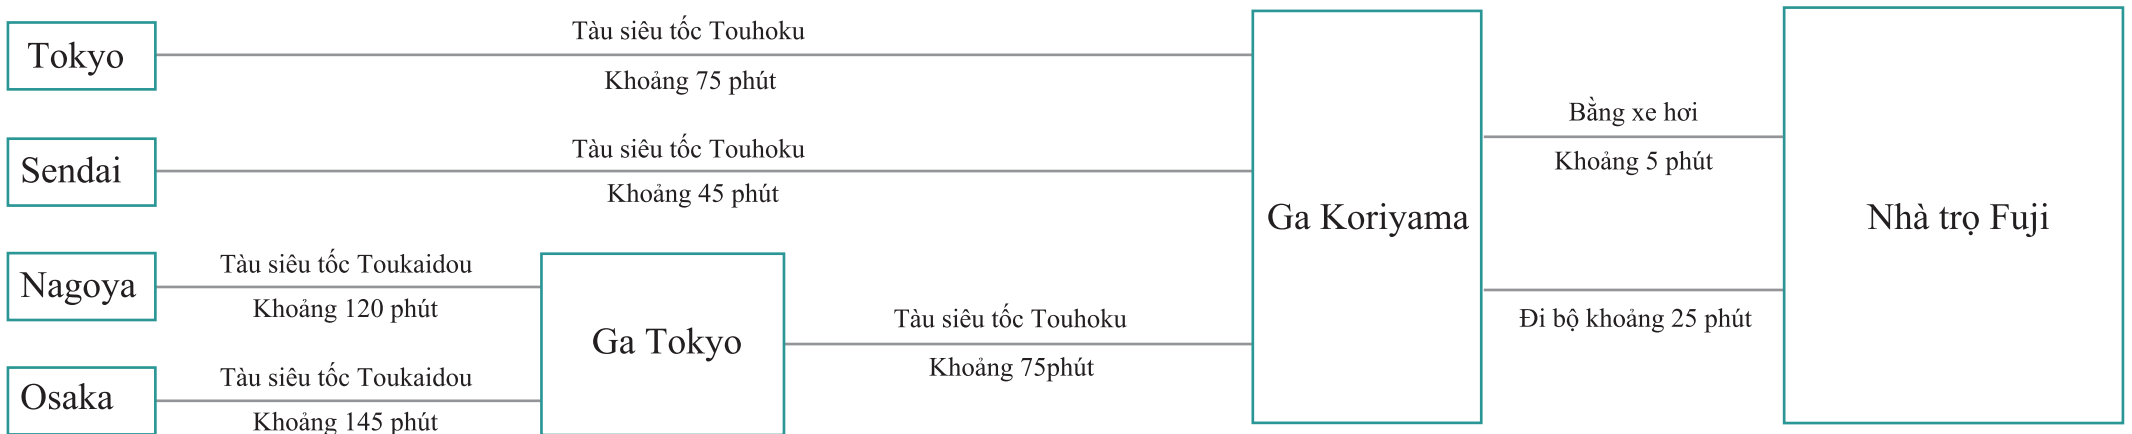 Tokyo
Tàu siêu tốc Touhoku
Khoảng 75 phút
Sendai
Tàu siêu tốc Touhoku
Khoảng 45 phút
Nagoya
Tàu siêu tốc Toukaidou
Khoảng 120 phút
Osaka
Tàu siêu tốc Toukaidou
Khoảng 145 phút
Ga Tokyo
Tàu siêu tốc Touhoku
Khoảng 75phút
Ga Koriyama
Bằng xe hơi
Khoảng 5 phút
Đi bộ khoảng 25 phút
Nhà trọ Fuji